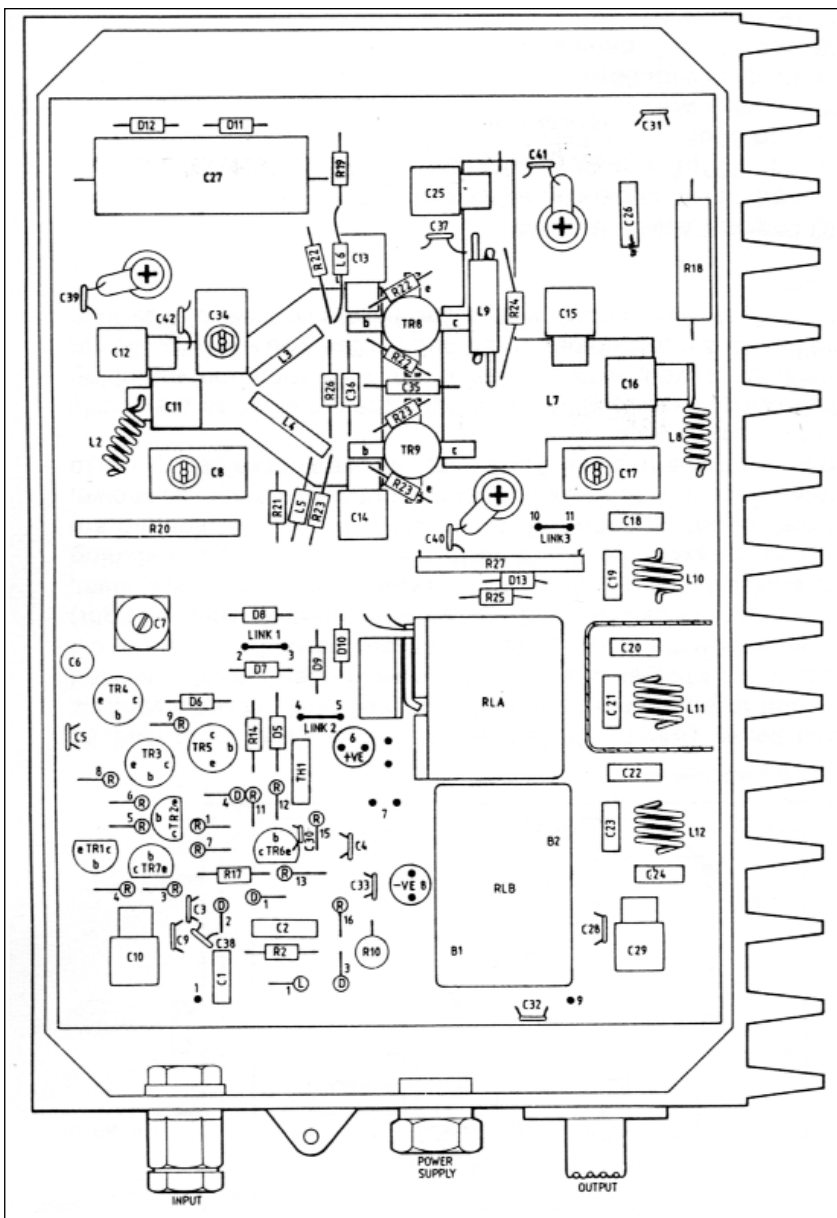 D12 D11
C31
C27
R19
C41
C25
C26
R18
C37
R22 L6 C13
C39
R22 e
C42 C34
L9
R24
C15
b TR8 c
C12
L3
R22
C16
R26 C36
C35
L7
C11
L4
R23
L2
L8
b TR9 c
C8
C17
R23 e
R21 L5 R23
C14
10 11
C18
R20
C40
LINK3
R27
D13
C19
L10
R25
D8
C7
LINK 1
2 3
D10
D9
C20
C6
D7
TR4
e c
b
D6
RLA
C21
L11
4 5
LINK 2
9 R
C5
R14 D5
6
+VE
TR5
c b
e
TR3
e c
b
TH1
C22
8 R
4 D R 11
R 12
6 R
7
TR2
b e
c
5 R
R 1
R 15
C23
L12
B2
C30
C4
TR1
e c
b
TR7
b
c e
R 7
TR6
b
c e
RLB
R17
R 13
C24
C33
-VE 8
4 R
3 R
D 1
C3
D 2
R 16
C9
C38
C2
C28
C29
C10
R2
R10
B1
C1
3
1 L
D
1
C32
9
INPUT
POWER
SUPPLY
OUTPUT